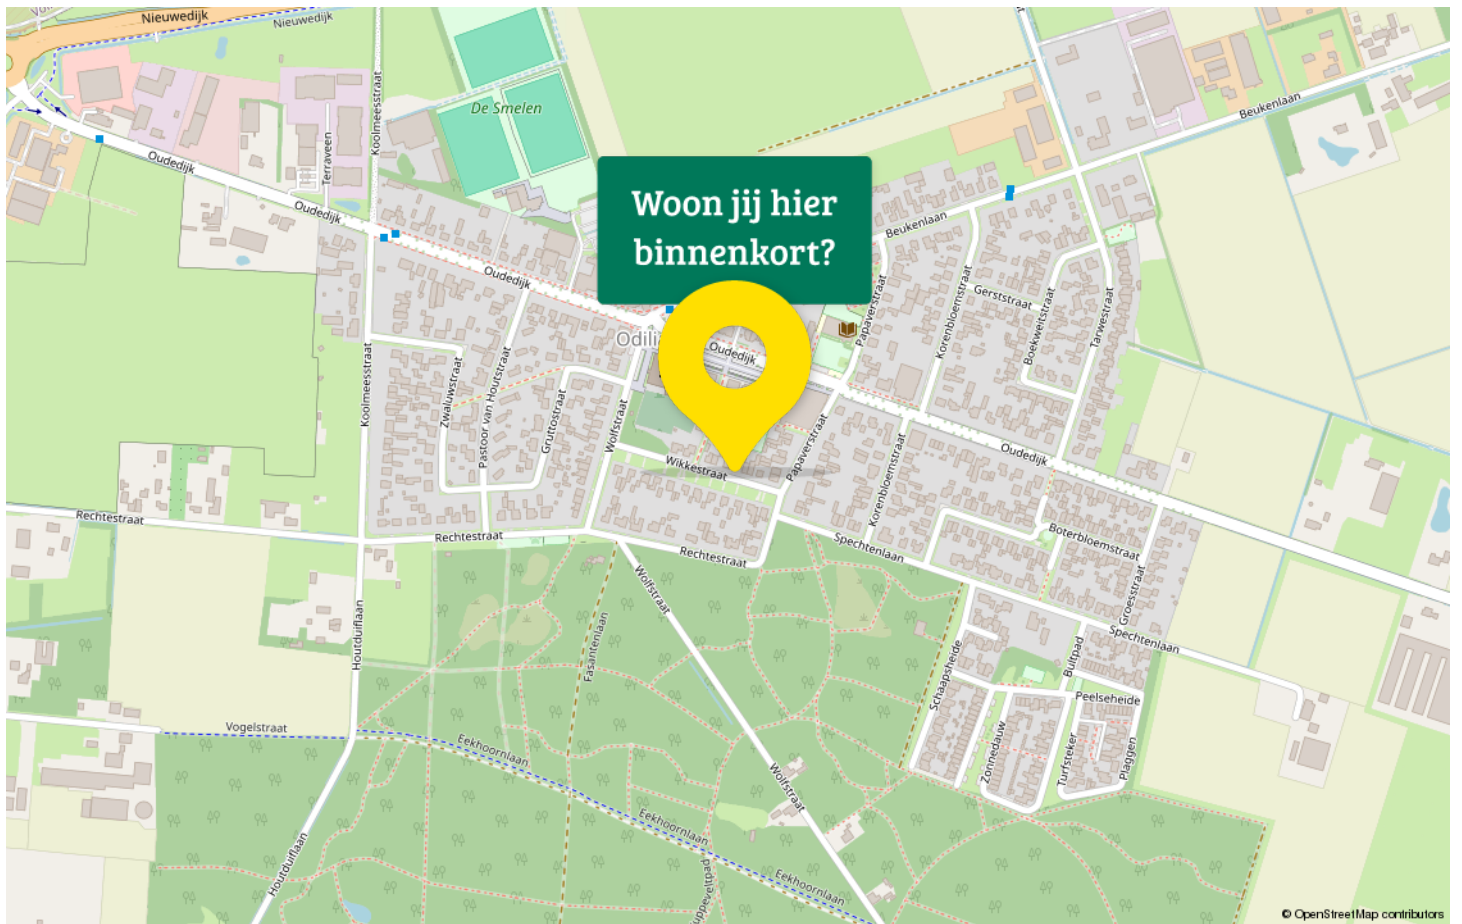 Nieuwedijk
Nieuwedijk
De Smelen
Koolmeesstraat
Terraveen
Oudedijk
Oudedijk
Oudedijk
Beukenlaan
Beukenlaan
Woon jij hier
binnenkort?
Papaverstraat
Korenbloemstraat
Gerststraat
Boekweitstraat
Tarwestraat
Oudedijk
Koolmeesstraat
Zwaluwstraat
Pastoor van Houtstraat
Gruttostraat
Wolfstraat
Wikkestraat
Papaverstraat
Korenbloemstraat
Oudedijk
Rechtestraat
Rechtestraat
Rechtestraat
Spechtenlaan
Boterbloemstraat
Groesstraat
Spechtenlaan
Houtduiflaan
Fasantenlaan
Wolfstraat
Schaapsheide
Bultpad
Peelseheide
Zonnedauw
Turfsteker
Plaggen
Vogelstraat
Eekhoornlaan
Wolfstraat
Eekhoornlaan
Eekhoornlaan
Houtduiflaan
© OpenStreetMap contributors